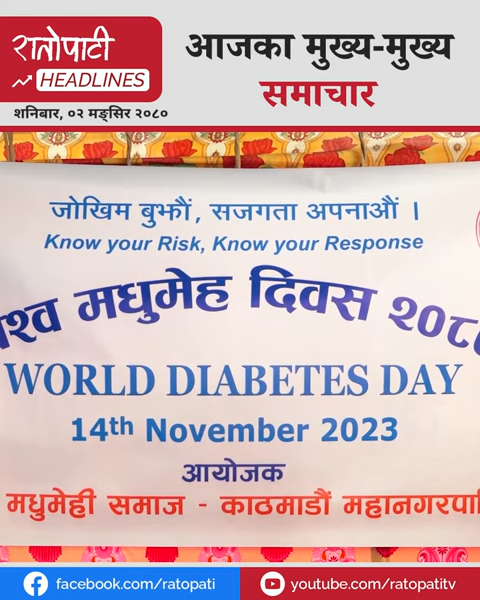 रातोपाटी
HEADLINES
शनिबार, ०२ मङ्सिर २०८०
आजका मुख्य-मुख्य
समाचार
जोखिम बुझौं, सजगता अपनाऔं ।
Know your Risk, Know your Response
मधुमेह दिवस
WORLD DIABETES DAY
14th November 2023
आयोजक
मधुमेही समाज - काठमाडौं
facebook.com/ratopati
youtube.com/ratopatitv